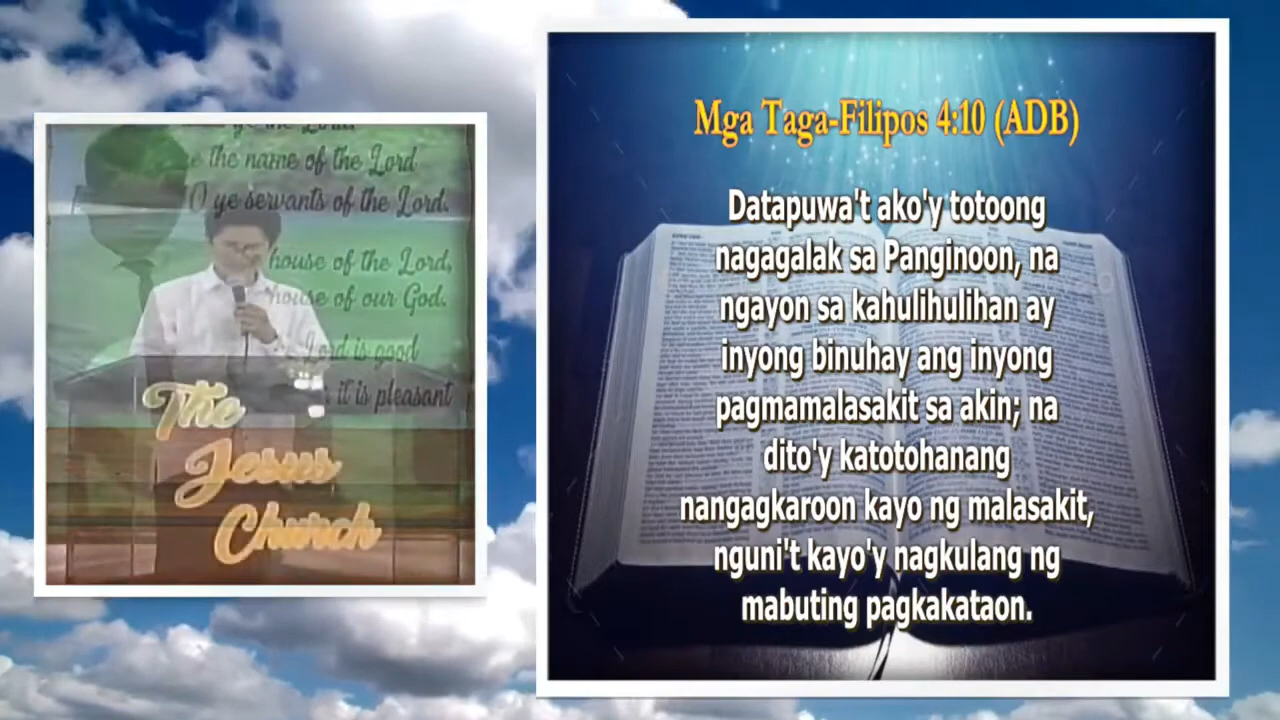 ye the Lord.
the name of the Lord
O ye servants of the Lord.
house of the Lord,
house of our God.
Lord is good
it is pleasant
The
Jesus
Church
Mga Taga-Filipos 4:10 (ADB)
Datapuwa't ako'y totoong
nagagalak sa Panginoon, na
ngayon sa kahulihulihan ay
inyong binuhay ang inyong
pagmamalasakit sa akin; na
dito'y katotohanang
nangagkaroon kayo ng malasakit,
nguni't kayo'y nagkulang ng
mabuting pagkakataon.